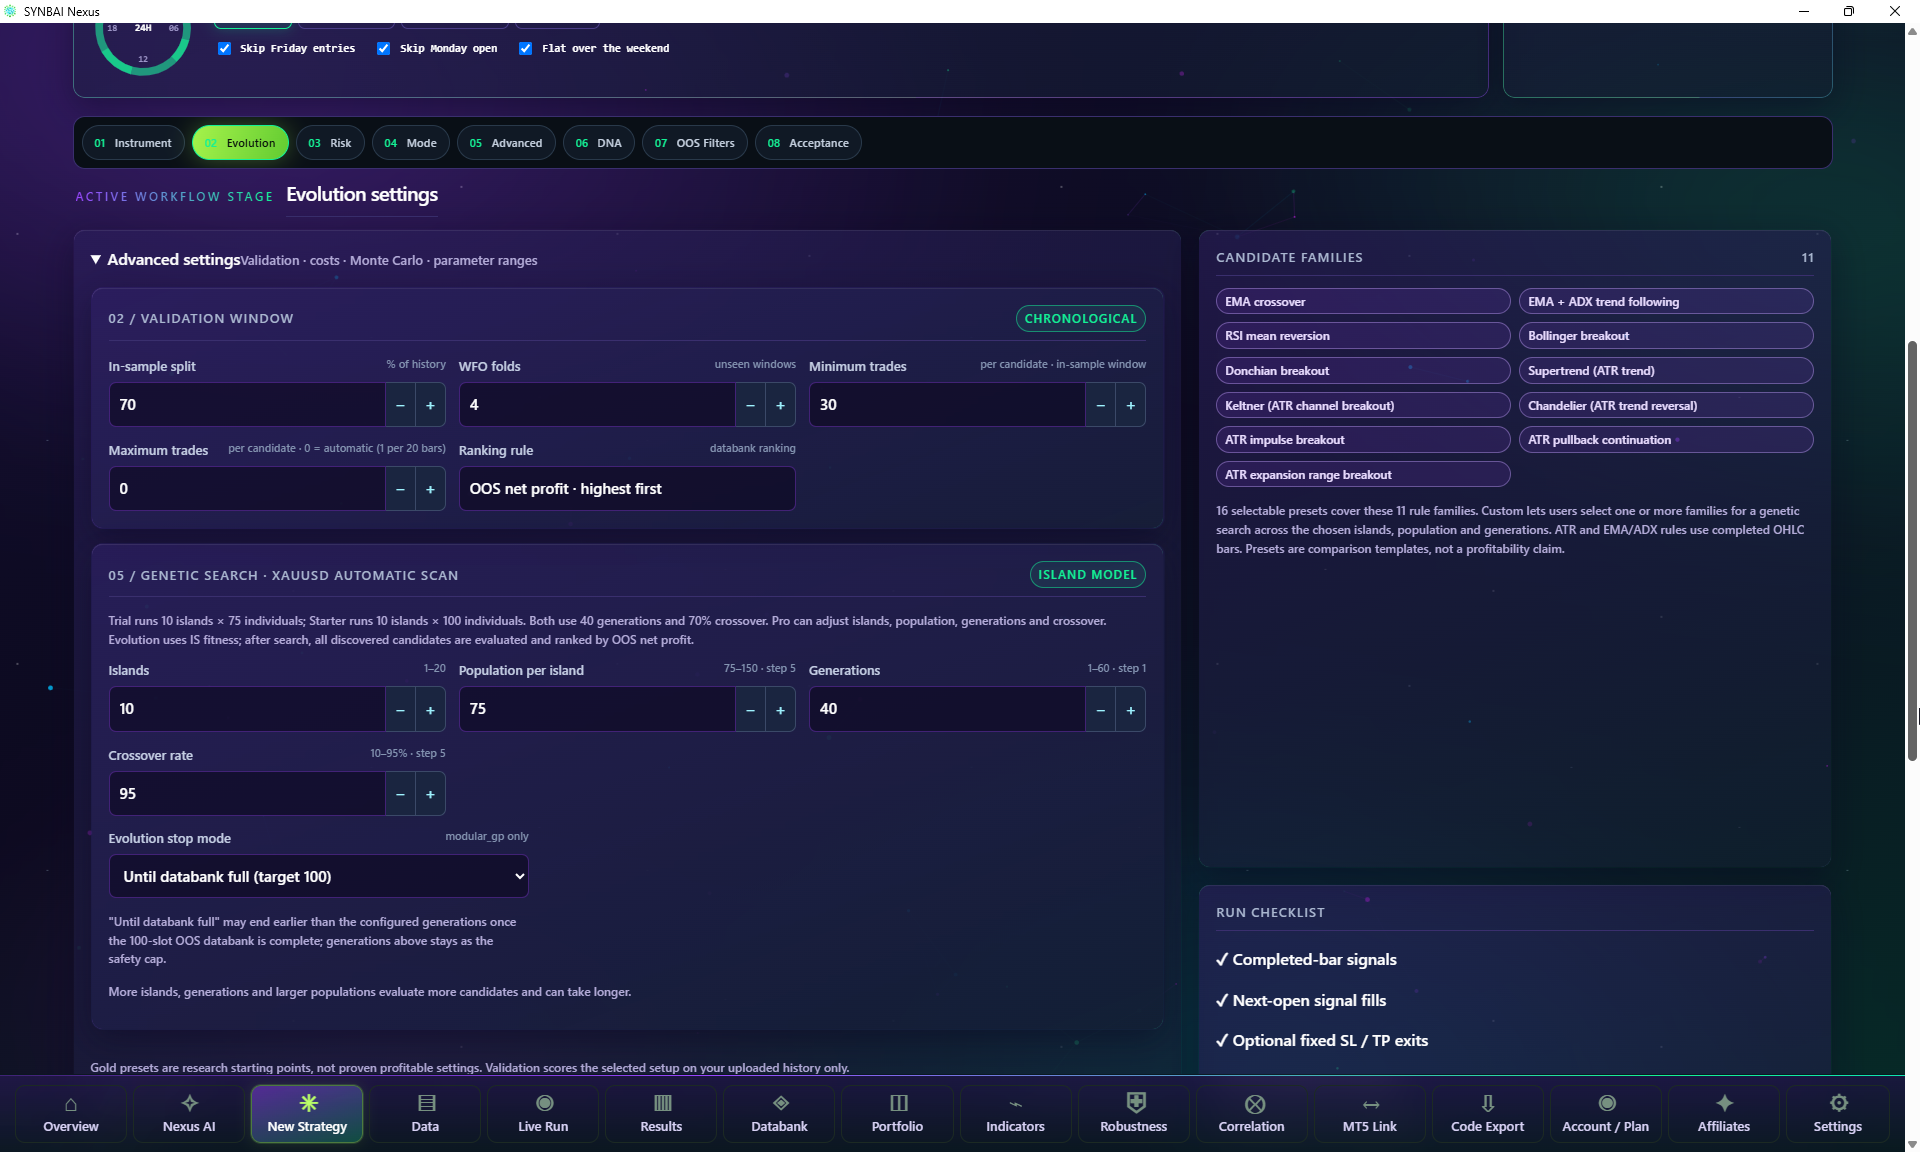 SYNBAI Nexus
18 24H 06
12
Skip Friday entries Skip Monday open Flat over the weekend
01 Instrument 02 Evolution 03 Risk 04 Mode 05 Advanced 06 DNA 07 OOS Filters 08 Acceptance
ACTIVE WORKFLOW STAGE Evolution settings
▼ Advanced settings Validation · costs · Monte Carlo · parameter ranges
02 / VALIDATION WINDOW CHRONOLOGICAL
In-sample split % of history WFO folds unseen windows Minimum trades per candidate · in-sample window
70 − + 4 − + 30 − +
Maximum trades per candidate · 0 = automatic (1 per 20 bars) Ranking rule databank ranking
0 − + OOS net profit · highest first
05 / GENETIC SEARCH · XAUUSD AUTOMATIC SCAN ISLAND MODEL
Trial runs 10 islands × 75 individuals; Starter runs 10 islands × 100 individuals. Both use 40 generations and 70% crossover. Pro can adjust islands, population, generations and crossover.
Evolution uses IS fitness; after search, all discovered candidates are evaluated and ranked by OOS net profit.
Islands 1–20 Population per island 75–150 · step 5 Generations 1–60 · step 1
10 − + 75 − + 40 − +
Crossover rate 10–95% · step 5
95 − +
Evolution stop mode modular_gp only
Until databank full (target 100)
"Until databank full" may end earlier than the configured generations once
the 100-slot OOS databank is complete; generations above stays as the
safety cap.
More islands, generations and larger populations evaluate more candidates and can take longer.
Gold presets are research starting points, not proven profitable settings. Validation scores the selected setup on your uploaded history only.
CANDIDATE FAMILIES 11
EMA crossover EMA + ADX trend following
RSI mean reversion Bollinger breakout
Donchian breakout Supertrend (ATR trend)
Keltner (ATR channel breakout) Chandelier (ATR trend reversal)
ATR impulse breakout ATR pullback continuation
ATR expansion range breakout
16 selectable presets cover these 11 rule families. Custom lets users select one or more families for a genetic
search across the chosen islands, population and generations. ATR and EMA/ADX rules use completed OHLC
bars. Presets are comparison templates, not a profitability claim.
RUN CHECKLIST
✓ Completed-bar signals
✓ Next-open signal fills
✓ Optional fixed SL / TP exits
Overview Nexus AI New Strategy Data Live Run Results Databank Portfolio Indicators Robustness Correlation MT5 Link Code Export Account / Plan Affiliates Settings